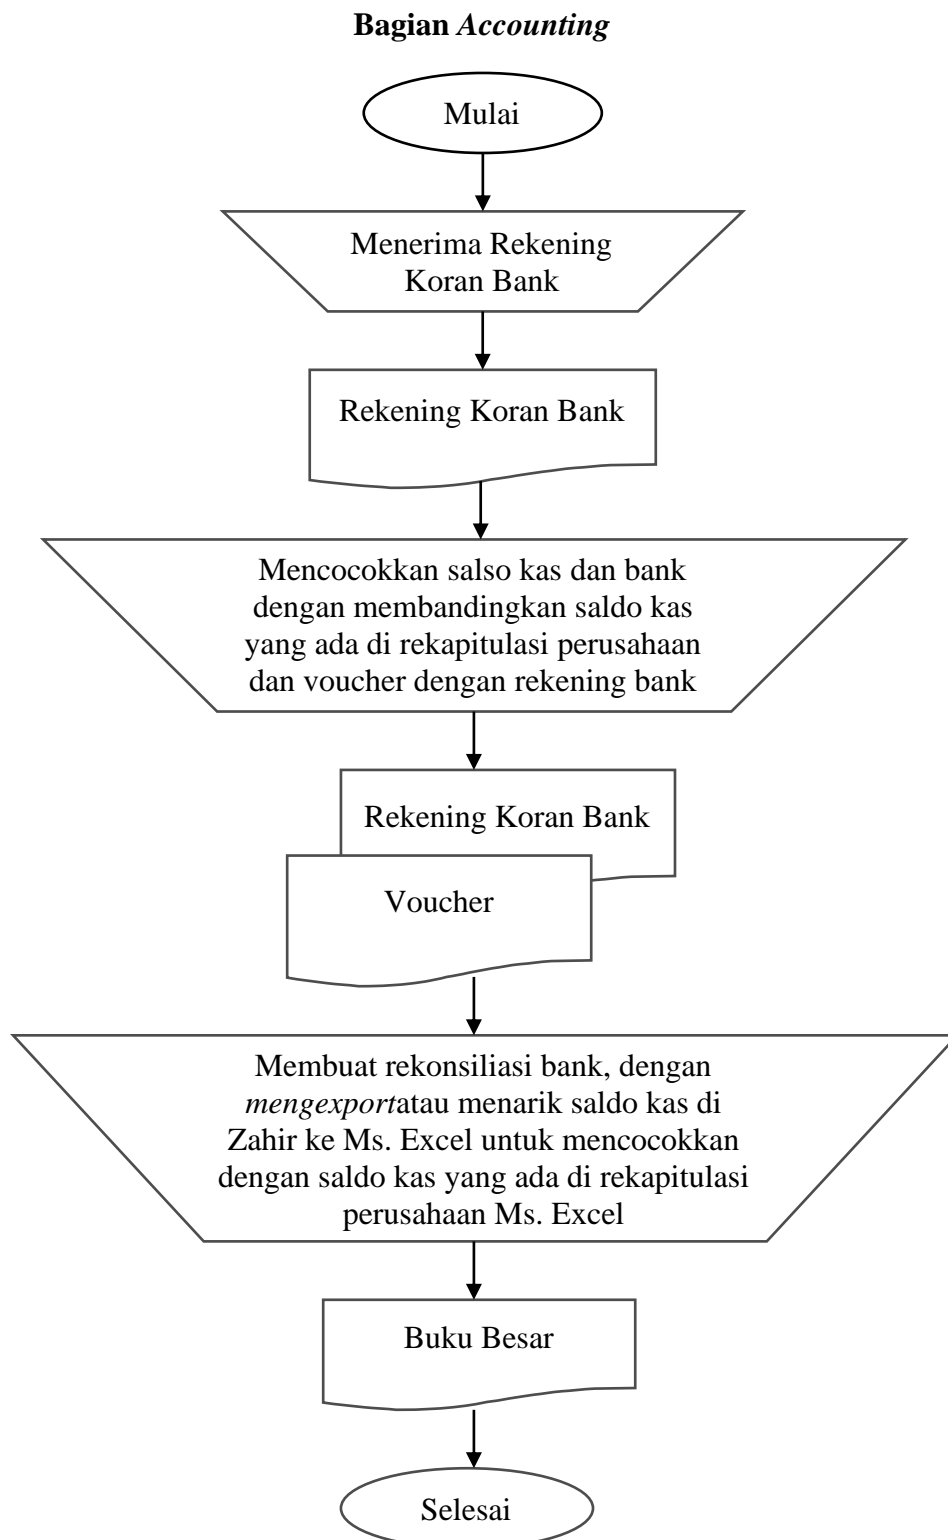 Bagian Accounting
Mulai
Menerima Rekening
Koran Bank
Rekening Koran Bank
Mencocokkan salso kas dan bank
dengan membandingkan saldo kas
yang ada di rekapitulasi perusahaan
dan voucher dengan rekening bank
Rekening Koran Bank
Voucher
Membuat rekonsiliasi bank, dengan
mengexportatau menarik saldo kas di
Zahir ke Ms. Excel untuk mencocokkan
dengan saldo kas yang ada di rekapitulasi
perusahaan Ms. Excel
Buku Besar
Selesai